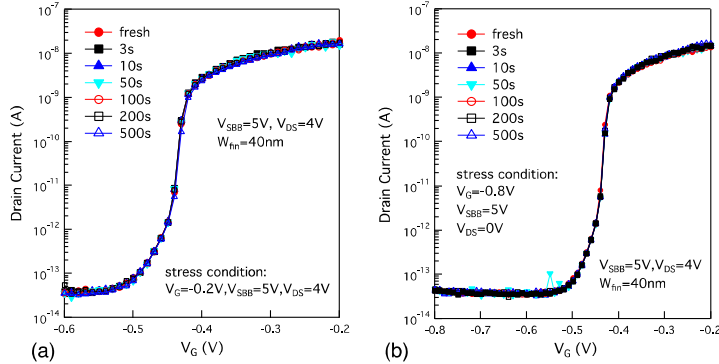 fresh
3s
10s
50s
100s
200s
500s
V_SBB=5V, V_DS=4V
W_fin=40nm
stress condition:
V_G=-0.2V,V_SBB=5V,V_DS=4V
Drain Current (A)
10^-7
10^-8
10^-9
10^-10
10^-11
10^-12
10^-13
10^-14
-0.6
-0.5
-0.4
-0.3
-0.2
V_G (V)
(a)
fresh
3s
10s
50s
100s
200s
500s
stress condition:
V_G=-0.8V
V_SBB=5V
V_DS=0V
V_SBB=5V,V_DS=4V
W_fin=40nm
Drain Current (A)
10^-7
10^-8
10^-9
10^-10
10^-11
10^-12
10^-13
10^-14
-0.8
-0.7
-0.6
-0.5
-0.4
-0.3
-0.2
V_G (V)
(b)